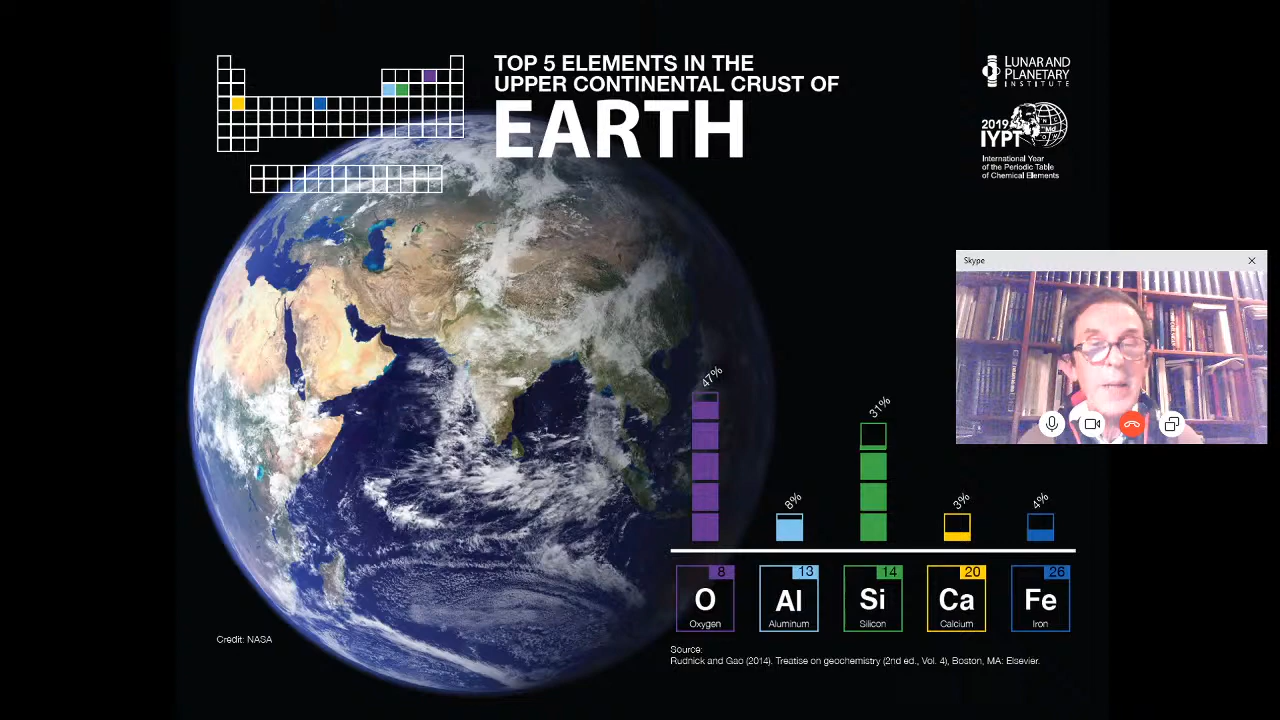 TOP 5 ELEMENTS IN THE
UPPER CONTINENTAL CRUST OF
EARTH
LUNAR AND
PLANETARY
INSTITUTE
2019
IYPT
International Year
of the Periodic Table
of Chemical Elements
Skype
47%
8%
31%
3%
4%
8
O
Oxygen
13
Al
Aluminum
14
Si
Silicon
20
Ca
Calcium
26
Fe
Iron
Credit: NASA
Source:
Rudnick and Gao (2014). Treatise on geochemistry (2nd ed., Vol. 4), Boston, MA: Elsevier.